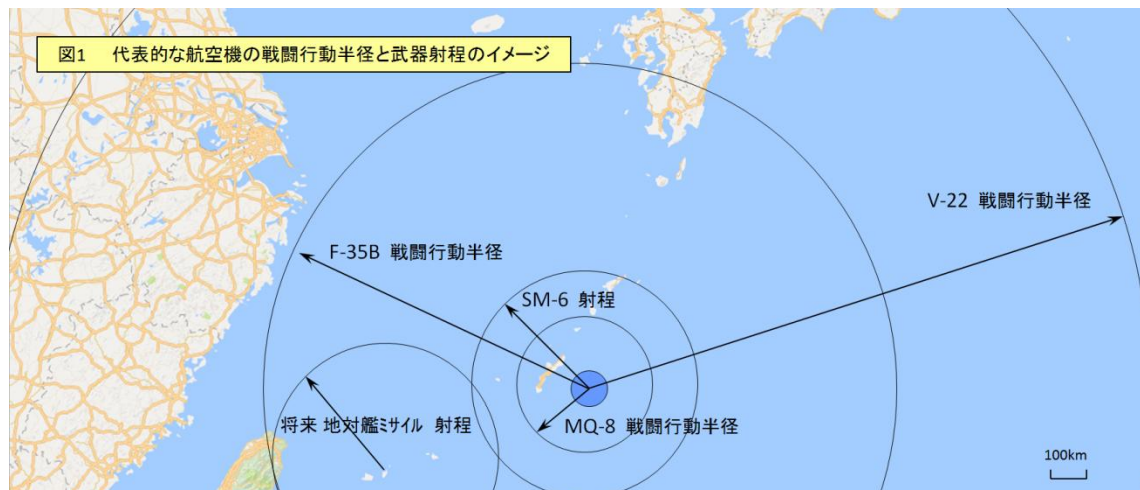 図1 代表的な航空機の戦闘行動半径と武器射程のイメージ
V-22 戦闘行動半径
F-35B 戦闘行動半径
SM-6 射程
将来 地対艦ﾐサイル 射程
MQ-8 戦闘行動半径
100km